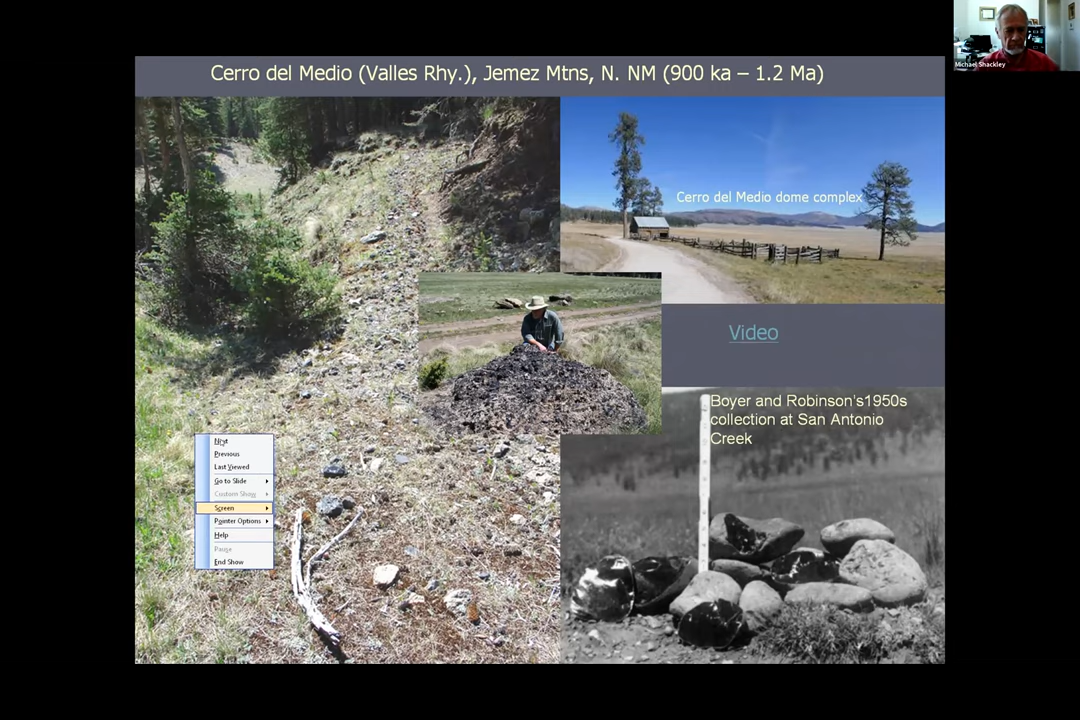 Michael Shackley
Cerro del Medio (Valles Rhy.), Jemez Mtns, N. NM (900 ka – 1.2 Ma)
Cerro del Medio dome complex
Video
Boyer and Robinson's1950s
collection at San Antonio
Creek
Next
Previous
Last Viewed
Go to Slide
Custom Show
Screen
Pointer Options
Help
Pause
End Show